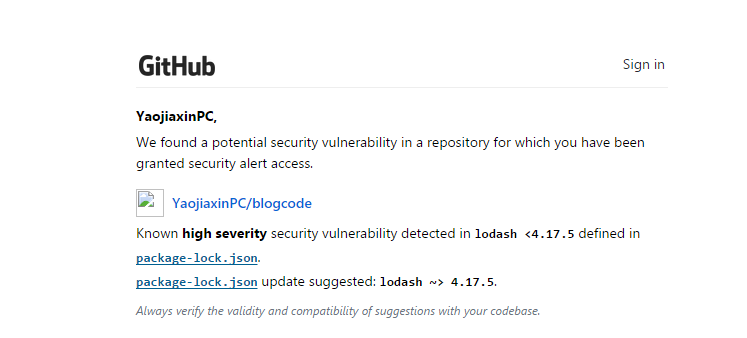 GitHub
Sign in
YaojiaxinPC,
We found a potential security vulnerability in a repository for which you have been
granted security alert access.
YaojiaxinPC/blogcode
Known high severity security vulnerability detected in lodash <4.17.5 defined in
package-lock.json.
package-lock.json update suggested: lodash ~> 4.17.5.
Always verify the validity and compatibility of suggestions with your codebase.